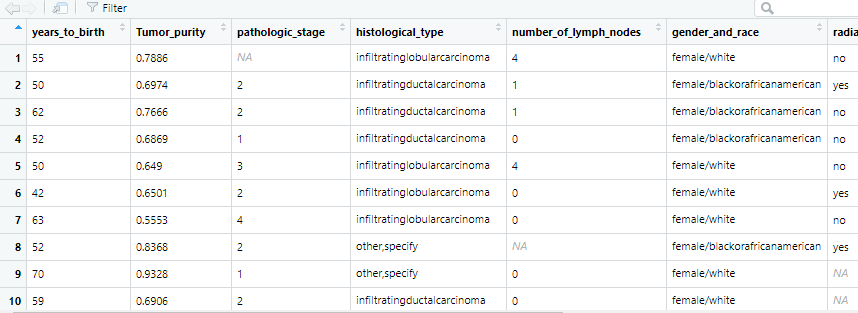 Filter
years_to_birth Tumor_purity pathologic_stage histological_type number_of_lymph_nodes gender_and_race radia
1 55 0.7886 NA infiltratinglobularcarcinoma 4 female/white no
2 50 0.6974 2 infiltratingductalcarcinoma 1 female/blackorafricanamerican yes
3 62 0.7666 2 infiltratingductalcarcinoma 1 female/blackorafricanamerican no
4 52 0.6869 1 infiltratingductalcarcinoma 0 female/blackorafricanamerican no
5 50 0.649 3 infiltratinglobularcarcinoma 4 female/white no
6 42 0.6501 2 infiltratinglobularcarcinoma 0 female/white yes
7 63 0.5553 4 infiltratinglobularcarcinoma 0 female/white no
8 52 0.8368 2 other,specify NA female/blackorafricanamerican yes
9 70 0.9328 1 other,specify 0 female/white NA
10 59 0.6906 2 infiltratingductalcarcinoma 0 female/white NA